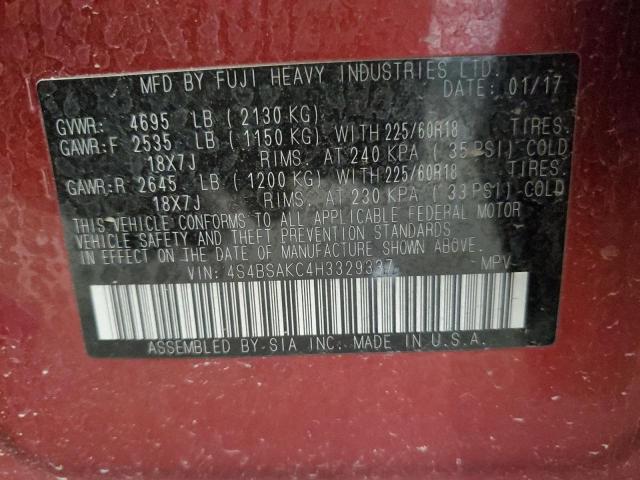 MFD BY FUJI HEAVY INDUSTRIES LTD.
DATE: 01/17
GVWR: 4695 LB ( 2130 KG)
GAWR:F 2535 LB ( 1150 KG) WITH 225/60R18 TIRES.
18X7J RIMS. AT 240 KPA ( 35 PSI) COLD
GAWR:R 2645 LB ( 1200 KG) WITH 225/60R18 TIRES.
18X7J RIMS. AT 230 KPA ( 33 PSI) COLD
THIS VEHICLE CONFORMS TO ALL APPLICABLE FEDERAL MOTOR
VEHICLE SAFETY AND THEFT PREVENTION STANDARDS
IN EFFECT ON THE DATE OF MANUFACTURE SHOWN ABOVE.
VIN: 4S4BSAKC4H3329337 MPV
ASSEMBLED BY SIA INC. MADE IN U.S.A.